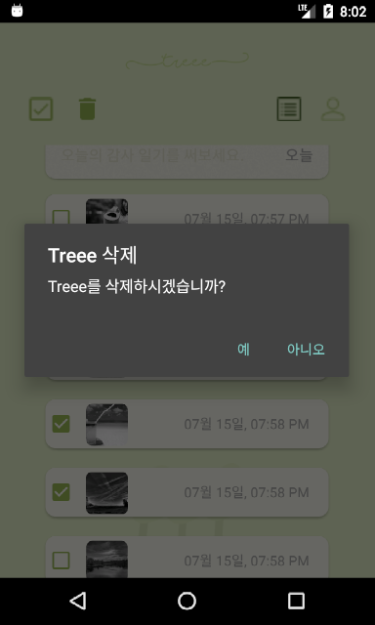 LTE 8:02
treee
오늘의 감사 일기를 써보세요... 오늘
07월 15일, 07:57 PM
Treee 삭제
Treee를 삭제하시겠습니까?
예 아니오
07월 15일, 07:58 PM
07월 15일, 07:58 PM
07월 15일, 07:58 PM